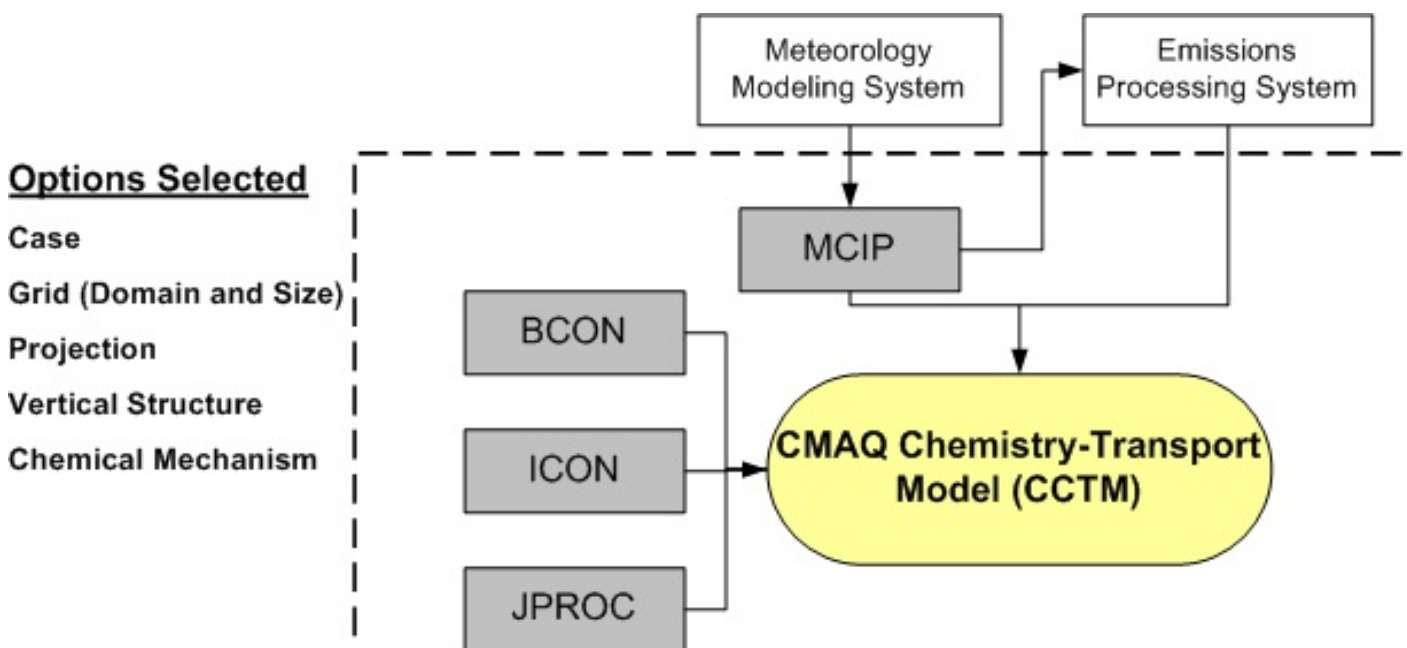 Meteorology
Modeling System
Emissions
Processing System
Options Selected
Case
Grid (Domain and Size)
Projection
Vertical Structure
Chemical Mechanism
MCIP
BCON
ICON
JPROC
CMAQ Chemistry-Transport
Model (CCTM)